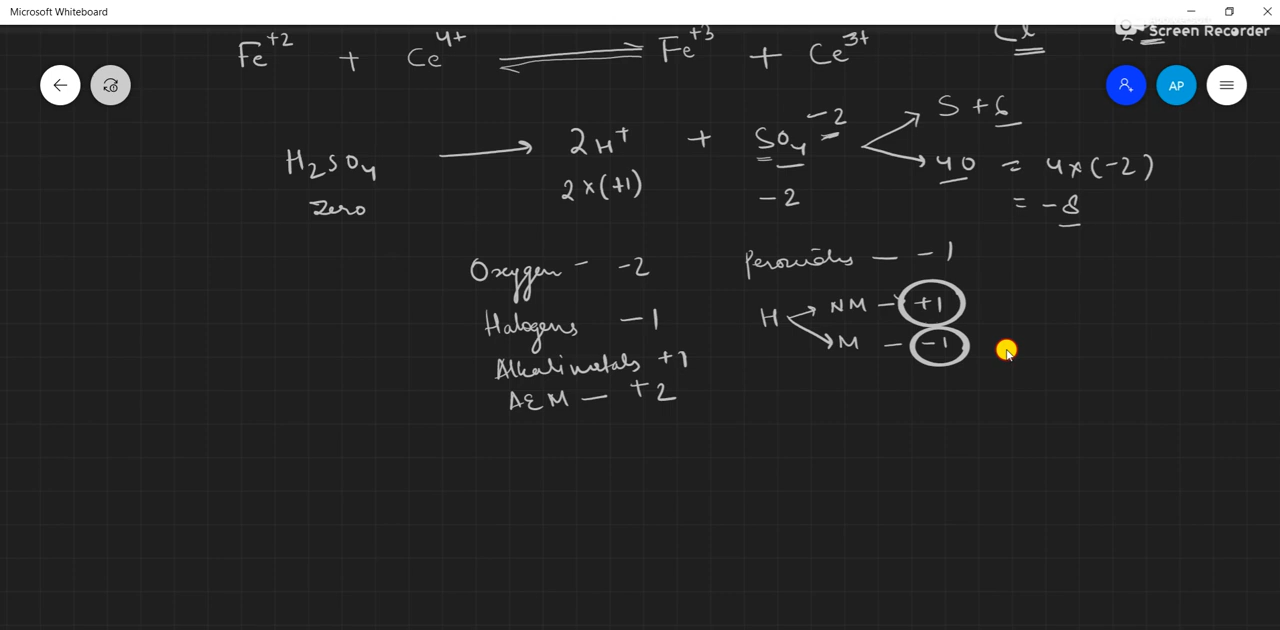 Microsoft Whiteboard
Screen Recorder
Fe+2 + Ce4+ ⇌ Fe+3 + Ce3+
Cl
AP
H2SO4 → 2H+ + SO4-2
S + 6
4O = 4×(-2)
= -8
Zero 2×(+1) -2
Oxygen - -2
Peroxides — -1
Halogens -1
H → NM - +1
→ M - -1
Alkali metals +1
AEM — +2